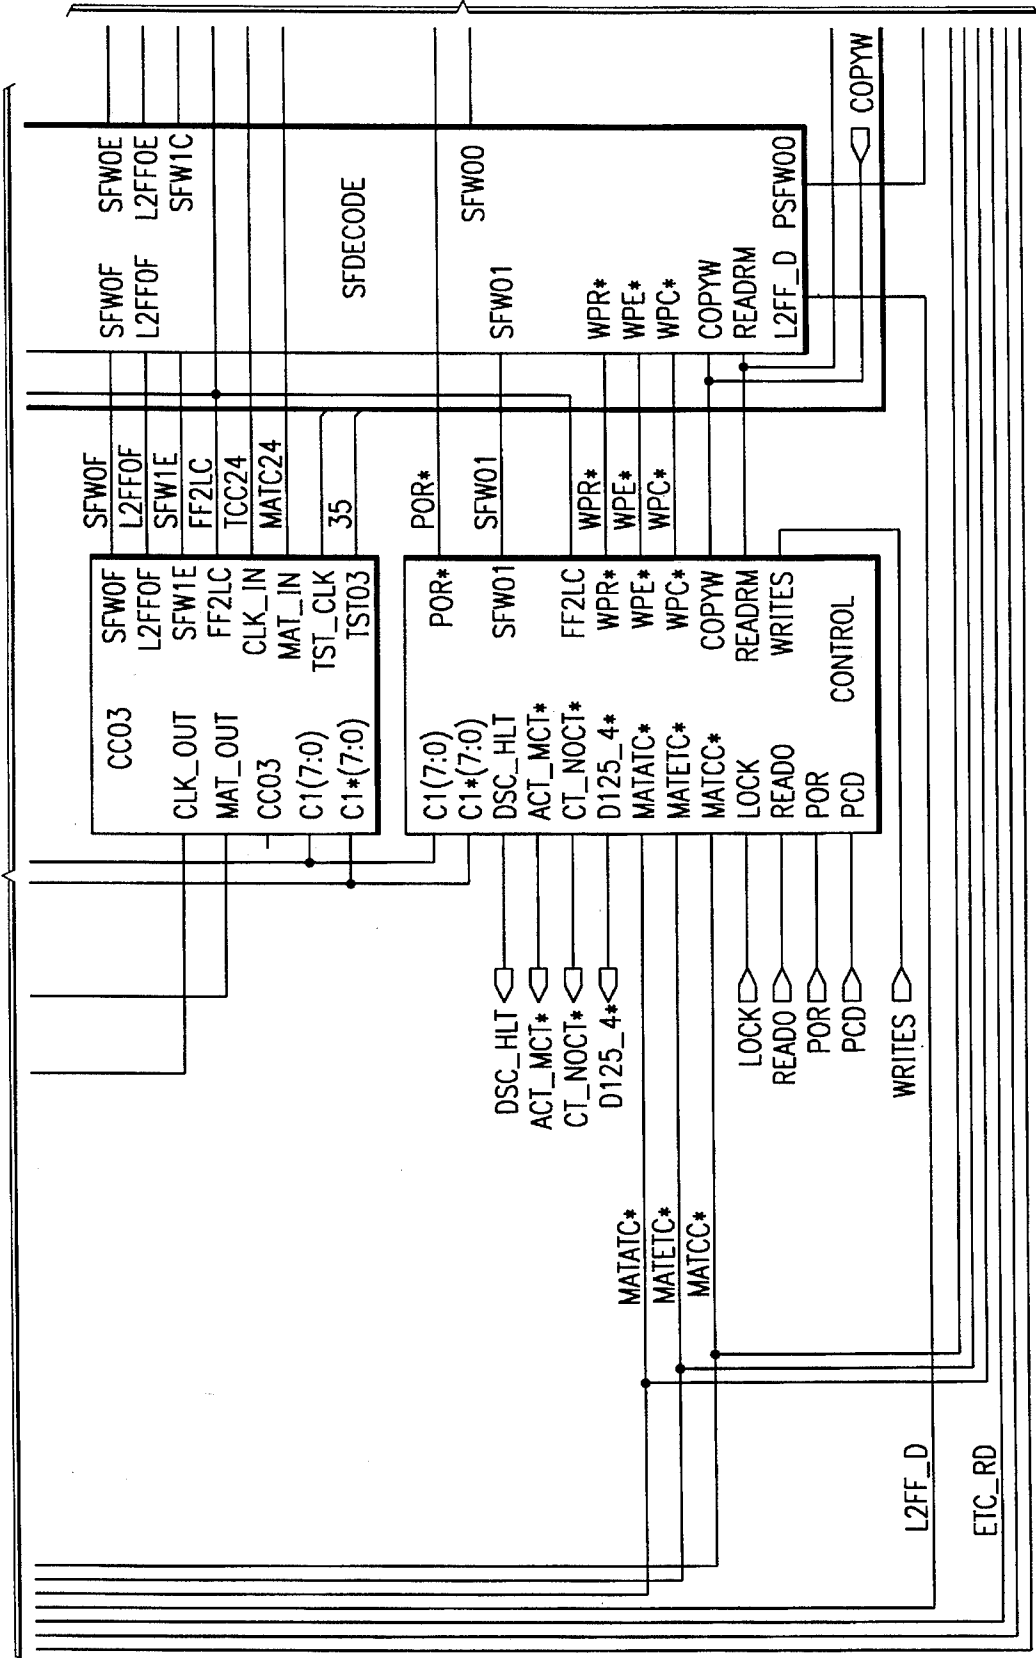 SFW0E
L2FF0E
SFW1C
SFW0F
L2FF0F
SFDECODE
SFW00
SFW01
WPR*
WPE*
WPC*
COPYW
READRM
L2FF_D
PSFW00
COPYW
SFW0F
L2FF0F
SFW1E
FF2LC
TCC24
MATC24
35
POR*
SFW01
WPR*
WPE*
WPC*
CC03
SFW0F
L2FF0F
SFW1E
FF2LC
CLK_IN
MAT_IN
TST_CLK
TST03
CLK_OUT
MAT_OUT
CC03
C1(7:0)
C1*(7:0)
POR*
SFW01
FF2LC
WPR*
WPE*
WPC*
COPYW
READRM
WRITES
CONTROL
C1(7:0)
C1*(7:0)
DSC_HLT
ACT_MCT*
CT_NOCT*
D125_4*
MATATC*
MATETC*
MATCC*
LOCK
READ0
POR
PCD
DSC_HLT
ACT_MCT*
CT_NOCT*
D125_4*
LOCK
READ0
POR
PCD
WRITES
MATATC*
MATETC*
MATCC*
L2FF_D
ETC_RD